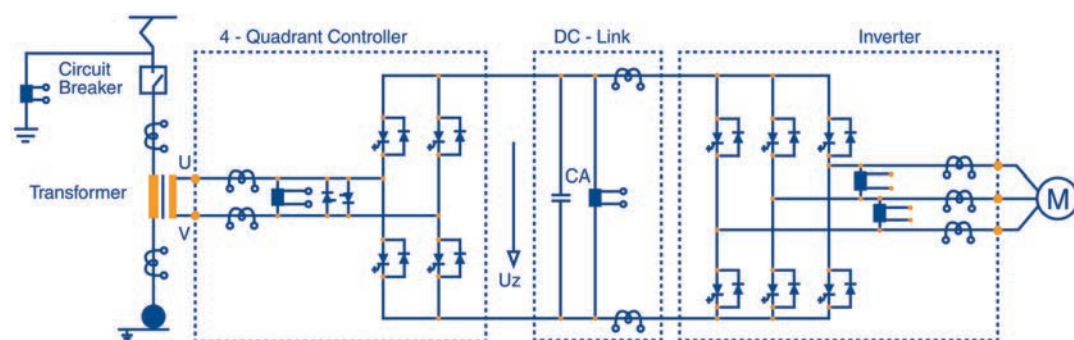 4 - Quadrant Controller
DC - Link
Inverter
Circuit
Breaker
Transformer
U
V
Uz
CA
M